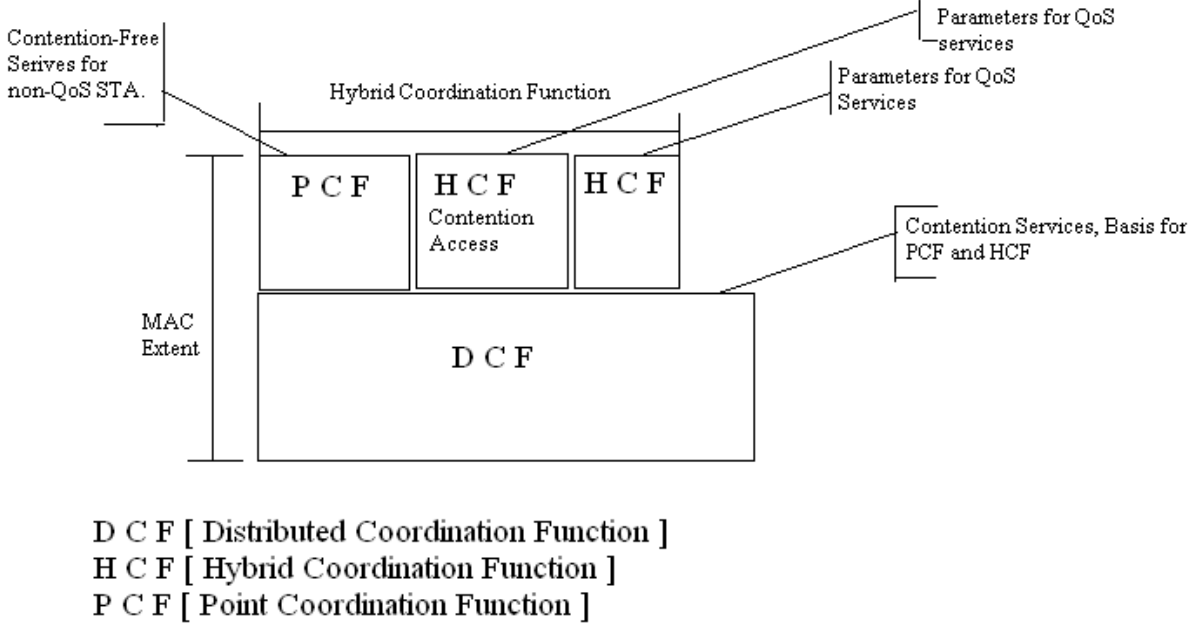 Contention-Free
Serives for
non-QoS STA.
Hybrid Coordination Function
Parameters for QoS
services
Parameters for QoS
Services
P C F
H C F
Contention
Access
H C F
Contention Services, Basis for
PCF and HCF
MAC
Extent
D C F
D C F [ Distributed Coordination Function ]
H C F [ Hybrid Coordination Function ]
P C F [ Point Coordination Function ]